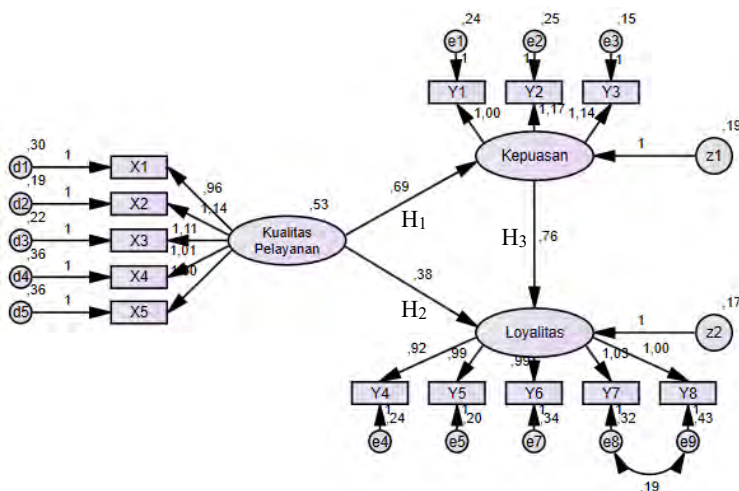 ,24
,25
,15
e1
e2
e3
1
1
1
Y1
Y2
Y3
1,00
1,17
1,14
,19
Kepuasan
1
z1
,30
d1
1
X1
,19
d2
1
X2
,22
d3
1
X3
,36
d4
1
X4
,36
d5
1
X5
,96
1,14
1,11
1,01
,53
Kualitas
Pelayanan
,69
H1
H3
,76
,38
H2
,17
Loyalitas
1
z2
,92
,99
,99
1,03
1,00
Y4
Y5
Y6
Y7
Y8
1
1
1
1
1
,24
,20
,34
,32
,43
e4
e5
e7
e8
e9
,19